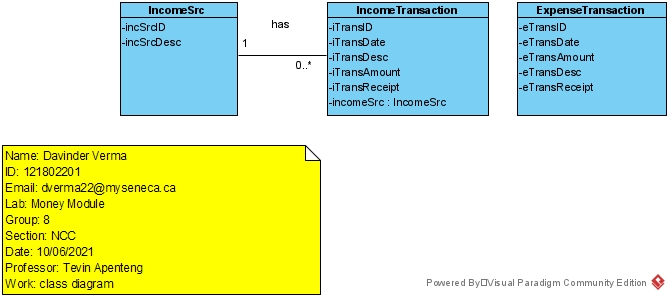 IncomeSrc
-incSrcID
-incSrcDesc
has
1
0..*
IncomeTransaction
-iTransID
-iTransDate
-iTransDesc
-iTransAmount
-iTransReceipt
-incomeSrc : IncomeSrc
ExpenseTransaction
-eTransID
-eTransDate
-eTransAmount
-eTransDesc
-eTransReceipt
Name: Davinder Verma
ID: 121802201
Email: dverma22@myseneca.ca
Lab: Money Module
Group: 8
Section: NCC
Date: 10/06/2021
Professor: Tevin Apenteng
Work: class diagram
Powered By□Visual Paradigm Community Edition